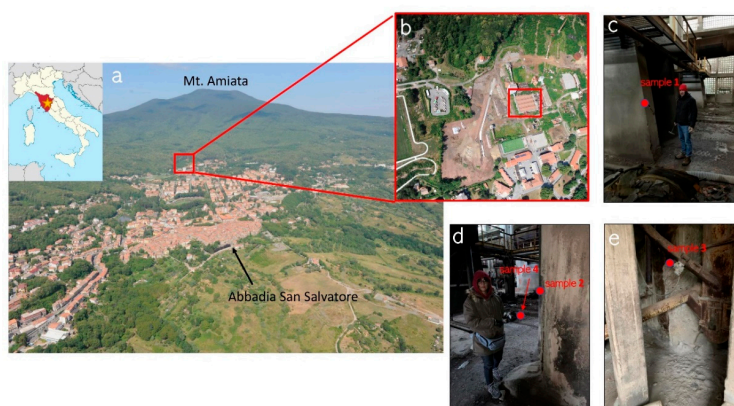 a
Mt. Amiata
Abbadia San Salvatore
b
c
sample 1
d
sample 4
sample 2
e
sample 3